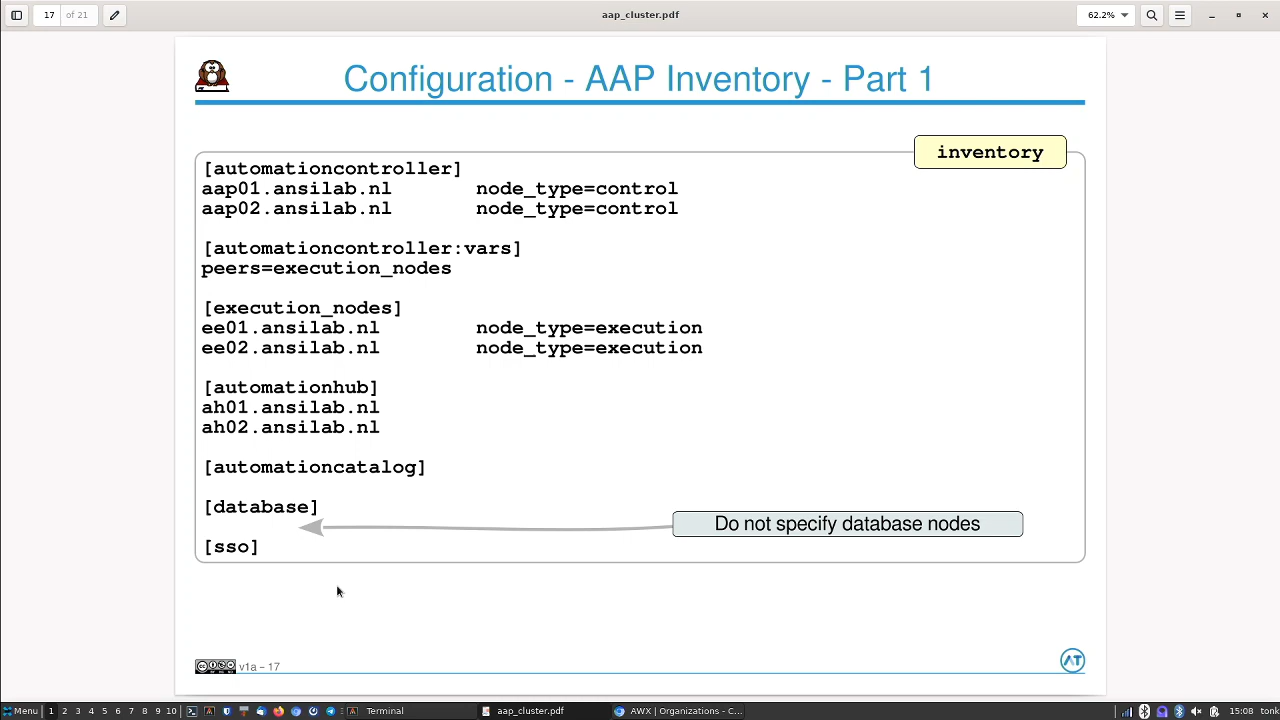 17 of 21
aap_cluster.pdf
62.2%
Configuration - AAP Inventory - Part 1
inventory
[automationcontroller]
aap01.ansilab.nl node_type=control
aap02.ansilab.nl node_type=control
[automationcontroller:vars]
peers=execution_nodes
[execution_nodes]
ee01.ansilab.nl node_type=execution
ee02.ansilab.nl node_type=execution
[automationhub]
ah01.ansilab.nl
ah02.ansilab.nl
[automationcatalog]
[database]
Do not specify database nodes
[sso]
v1a – 17
Menu 1 2 3 4 5 6 7 8 9 10 Terminal aap_cluster.pdf AWX | Organizations - C... 15:08 tonk